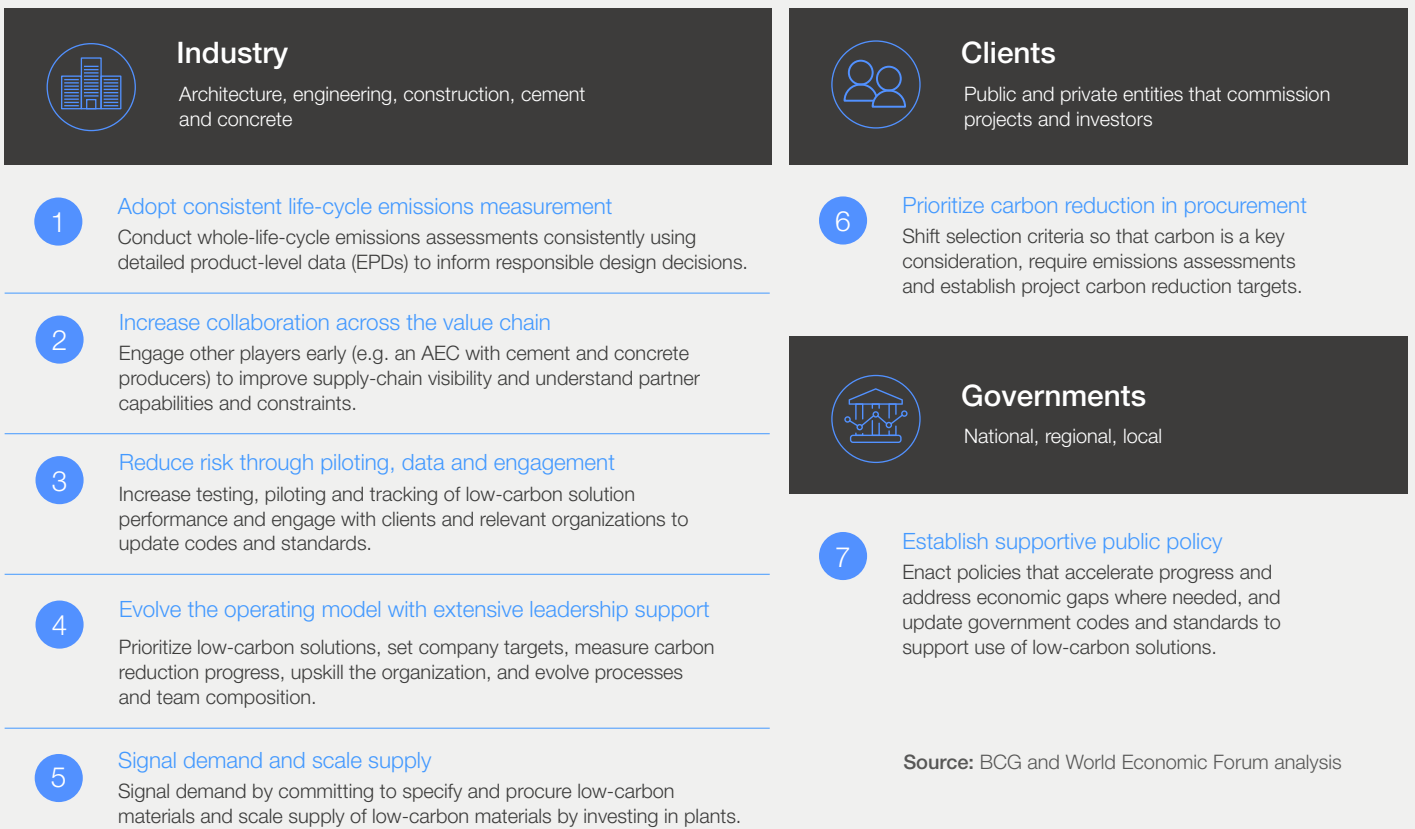 Industry
Architecture, engineering, construction, cement
and concrete
1
Adopt consistent life-cycle emissions measurement
Conduct whole-life-cycle emissions assessments consistently using
detailed product-level data (EPDs) to inform responsible design decisions.
2
Increase collaboration across the value chain
Engage other players early (e.g. an AEC with cement and concrete
producers) to improve supply-chain visibility and understand partner
capabilities and constraints.
3
Reduce risk through piloting, data and engagement
Increase testing, piloting and tracking of low-carbon solution
performance and engage with clients and relevant organizations to
update codes and standards.
4
Evolve the operating model with extensive leadership support
Prioritize low-carbon solutions, set company targets, measure carbon
reduction progress, upskill the organization, and evolve processes
and team composition.
5
Signal demand and scale supply
Signal demand by committing to specify and procure low-carbon
materials and scale supply of low-carbon materials by investing in plants.
Clients
Public and private entities that commission
projects and investors
6
Prioritize carbon reduction in procurement
Shift selection criteria so that carbon is a key
consideration, require emissions assessments
and establish project carbon reduction targets.
Governments
National, regional, local
7
Establish supportive public policy
Enact policies that accelerate progress and
address economic gaps where needed, and
update government codes and standards to
support use of low-carbon solutions.
Source: BCG and World Economic Forum analysis